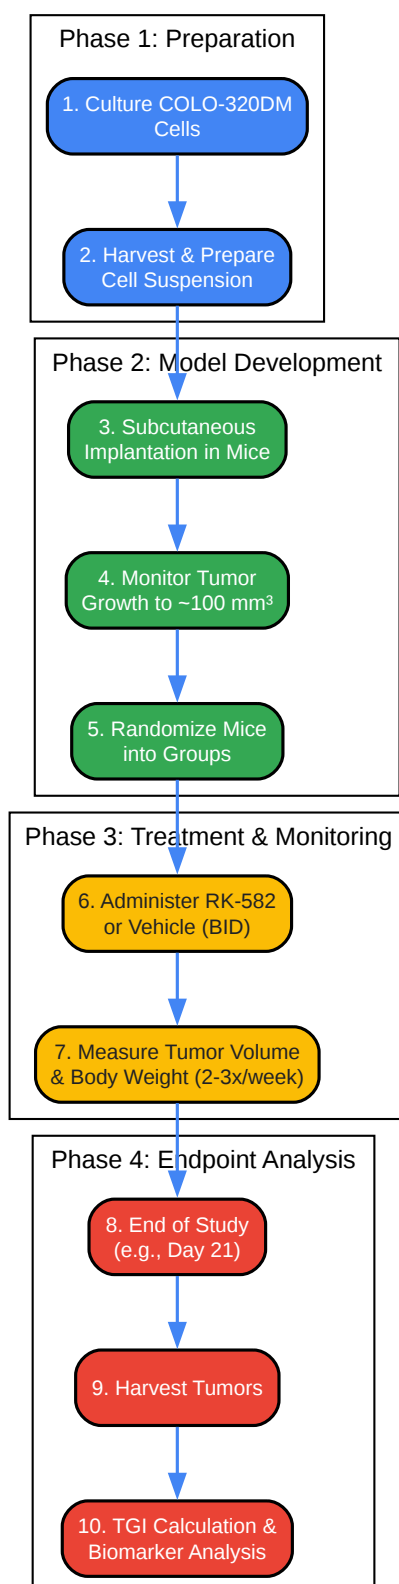 Phase 1: Preparation
1. Culture COLO-320DM
Cells
2. Harvest & Prepare
Cell Suspension
Phase 2: Model Development
3. Subcutaneous
Implantation in Mice
4. Monitor Tumor
Growth to ~100 mm³
5. Randomize Mice
into Groups
Phase 3: Treatment & Monitoring
6. Administer RK-582
or Vehicle (BID)
7. Measure Tumor Volume
& Body Weight (2-3x/week)
Phase 4: Endpoint Analysis
8. End of Study
(e.g., Day 21)
9. Harvest Tumors
10. TGI Calculation &
Biomarker Analysis